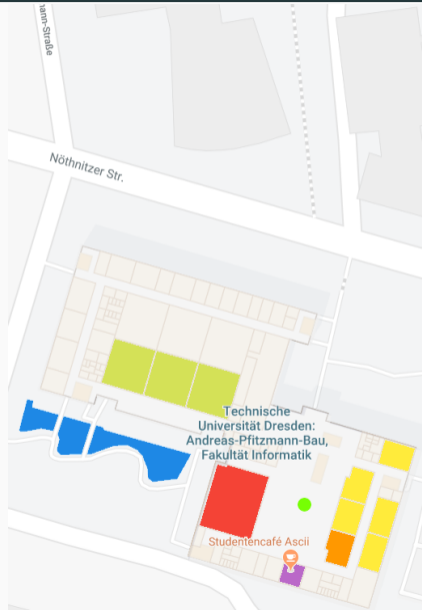 mann-Straße
Nöthnitzer Str.
Technische
Universität Dresden:
Andreas-Pfitzmann-Bau,
Fakultät Informatik
Studentencafé Ascii